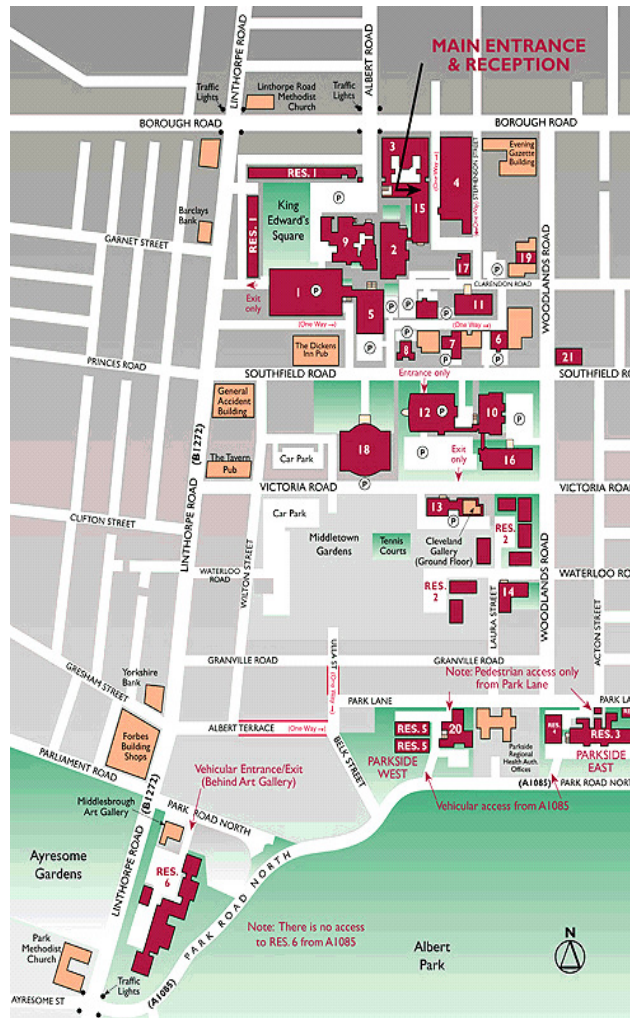 LINTHORPE ROAD
ALBERT ROAD
MAIN ENTRANCE
& RECEPTION
Traffic
Lights
Linthorpe Road
Methodist
Church
Traffic
Lights
BOROUGH ROAD
BOROUGH ROAD
3
Evening
Gazette
Building
(One Way →)
STEPHENSON STREET
(One Way →)
4
RES. 1
P
King
Edward's
Square
15
Barclays
Bank
RES. 1
9
2
GARNET STREET
P
WOODLANDS ROAD
19
17
P
CLARENDON ROAD
Exit
only
1
P
5
P
P
11
P
(One Way →)
(One Way →)
The Dickens
Inn Pub
P
8
7
6
P
P
21
PRINCES ROAD
SOUTHFIELD ROAD
SOUTHFIELD RO
Entrance only
General
Accident
Building
12
P
10
P
(B1272)
18
P
Exit
only
16
The Tavern
Pub
Car Park
P
VICTORIA ROAD
VICTORIA ROAD
LINTHORPE ROAD
Car Park
13
P
CLIFTON STREET
Middletown
Gardens
Tennis
Courts
Cleveland
Gallery
(Ground Floor)
RES.
2
WATERLOO
ROAD
WILTON STREET
RES.
2
LAURA STREET
14
WOODLANDS ROAD
WATERLOO RO
ACTON STREET
GRESHAM STREET
GRANVILLE ROAD
GRANVILLE ROAD
ULLA ST
(One Way →)
Note: Pedestrian access only
from Park Lane
Yorkshire
Bank
PARK LANE
PARK LA
Forbes
Building
Shops
ALBERT TERRACE
(One Way →)
BELK STREET
RES. 5
RES. 5
20
Parkside
Regional
Health Auth.
Offices
RES.
4
RES. 3
PARKSIDE
WEST
PARKSIDE
EAST
PARLIAMENT ROAD
Vehicular Entrance/Exit
(Behind Art Gallery)
(A1085)
PARK ROAD NORT
(B1272)
Middlesbrough
Art Gallery
PARK ROAD NORTH
Vehicular access from A1085
LINTHORPE ROAD
Ayresome
Gardens
RES.
6
PARK ROAD NORTH
Note: There is no access
to RES. 6 from A1085
Albert
Park
N
Park
Methodist
Church
Traffic
Lights
(A1085)
AYRESOME ST